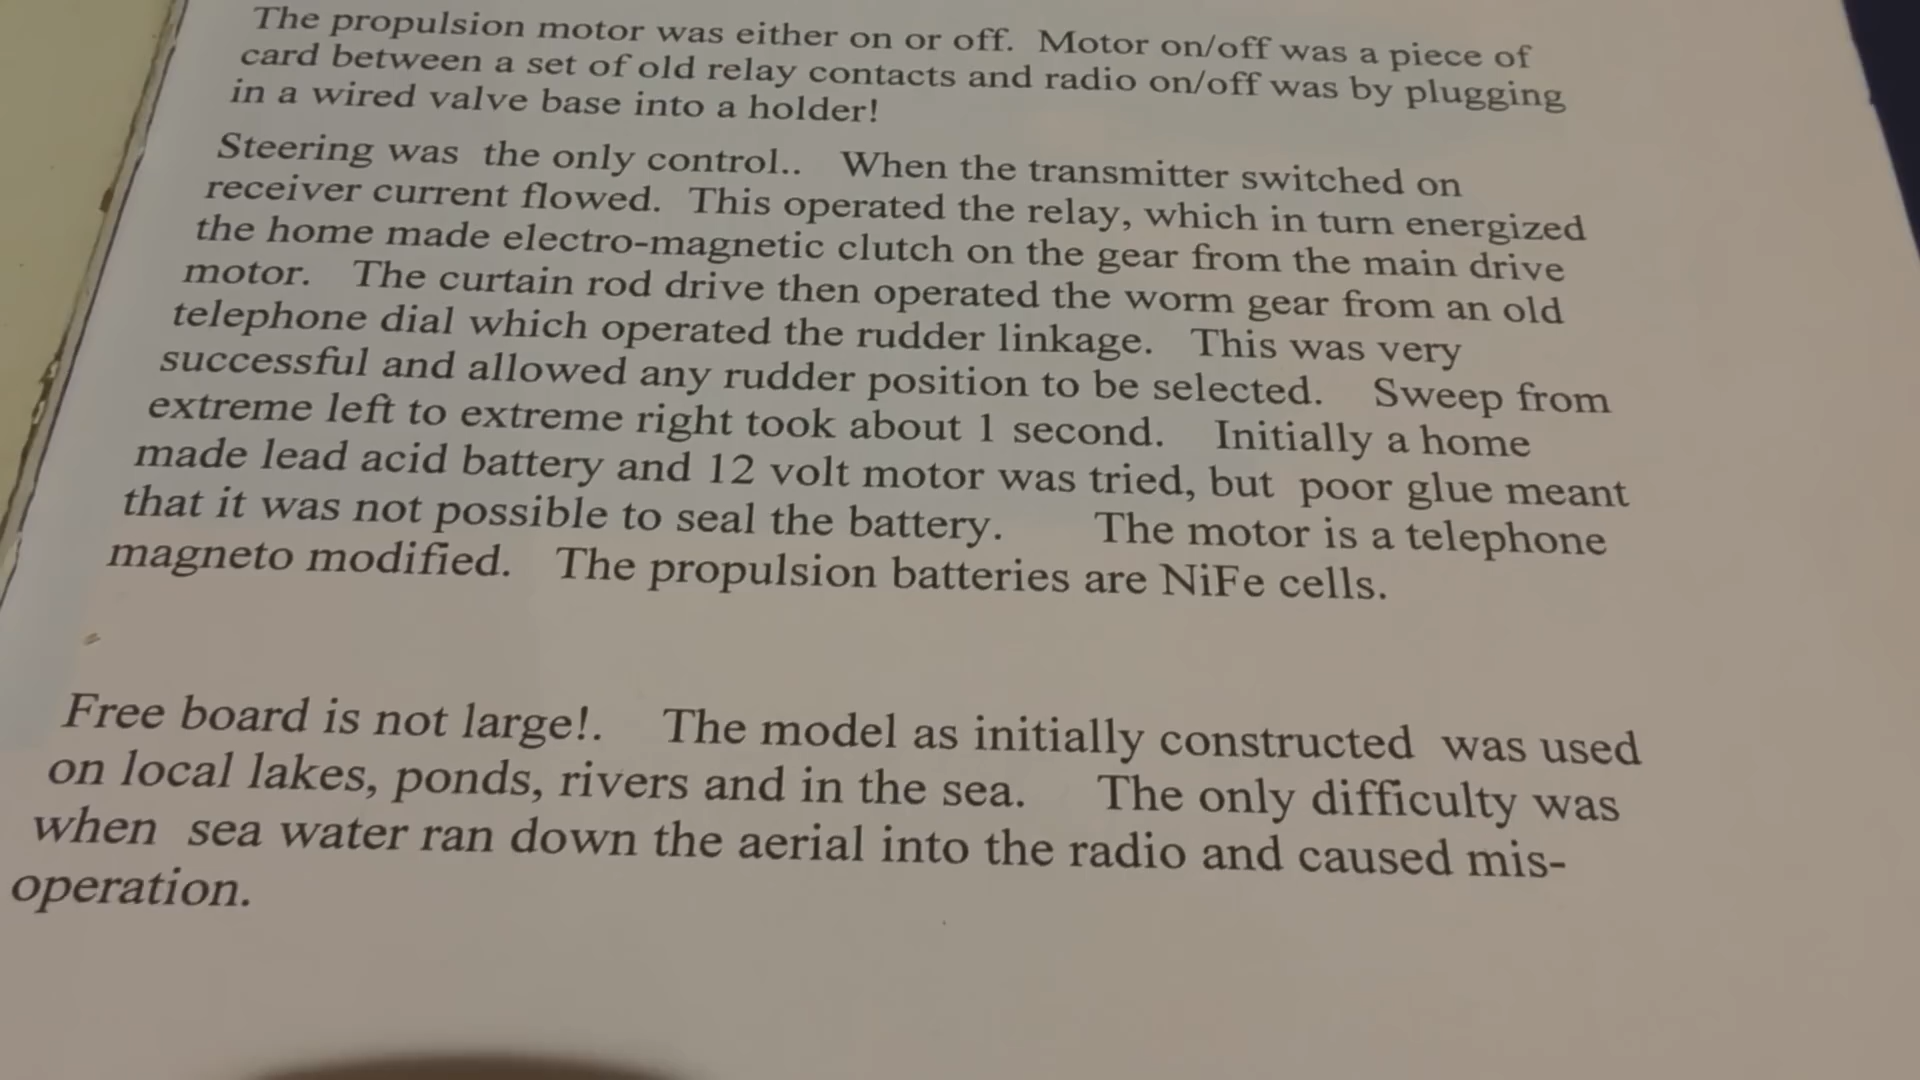 The propulsion motor was either on or off. Motor on/off was a piece of
card between a set of old relay contacts and radio on/off was by plugging
in a wired valve base into a holder!
Steering was the only control.. When the transmitter switched on
receiver current flowed. This operated the relay, which in turn energized
the home made electro-magnetic clutch on the gear from the main drive
motor. The curtain rod drive then operated the worm gear from an old
telephone dial which operated the rudder linkage. This was very
successful and allowed any rudder position to be selected. Sweep from
extreme left to extreme right took about 1 second. Initially a home
made lead acid battery and 12 volt motor was tried, but poor glue meant
that it was not possible to seal the battery. The motor is a telephone
magneto modified. The propulsion batteries are NiFe cells.
Free board is not large!. The model as initially constructed was used
on local lakes, ponds, rivers and in the sea. The only difficulty was
when sea water ran down the aerial into the radio and caused mis-
operation.